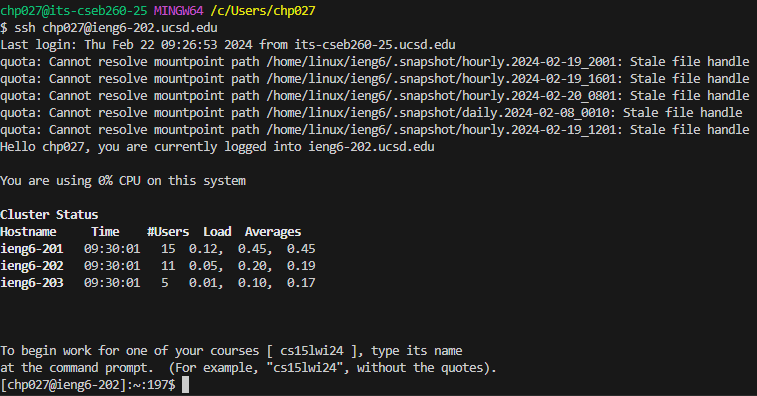 chp027@its-cseb260-25 MINGW64 /c/Users/chp027
$ ssh chp027@ieng6-202.ucsd.edu
Last login: Thu Feb 22 09:26:53 2024 from its-cseb260-25.ucsd.edu
quota: Cannot resolve mountpoint path /home/linux/ieng6/.snapshot/hourly.2024-02-19_2001: Stale file handle
quota: Cannot resolve mountpoint path /home/linux/ieng6/.snapshot/hourly.2024-02-19_1601: Stale file handle
quota: Cannot resolve mountpoint path /home/linux/ieng6/.snapshot/hourly.2024-02-20_0801: Stale file handle
quota: Cannot resolve mountpoint path /home/linux/ieng6/.snapshot/daily.2024-02-08_0010: Stale file handle
quota: Cannot resolve mountpoint path /home/linux/ieng6/.snapshot/hourly.2024-02-19_1201: Stale file handle
Hello chp027, you are currently logged into ieng6-202.ucsd.edu
You are using 0% CPU on this system
Cluster Status
Hostname     Time    #Users  Load  Averages
ieng6-201   09:30:01   15  0.12,  0.45,  0.45
ieng6-202   09:30:01   11  0.05,  0.20,  0.19
ieng6-203   09:30:01   5   0.01,  0.10,  0.17
To begin work for one of your courses [ cs15lwi24 ], type its name
at the command prompt.  (For example, "cs15lwi24", without the quotes).
[chp027@ieng6-202]:~:197$